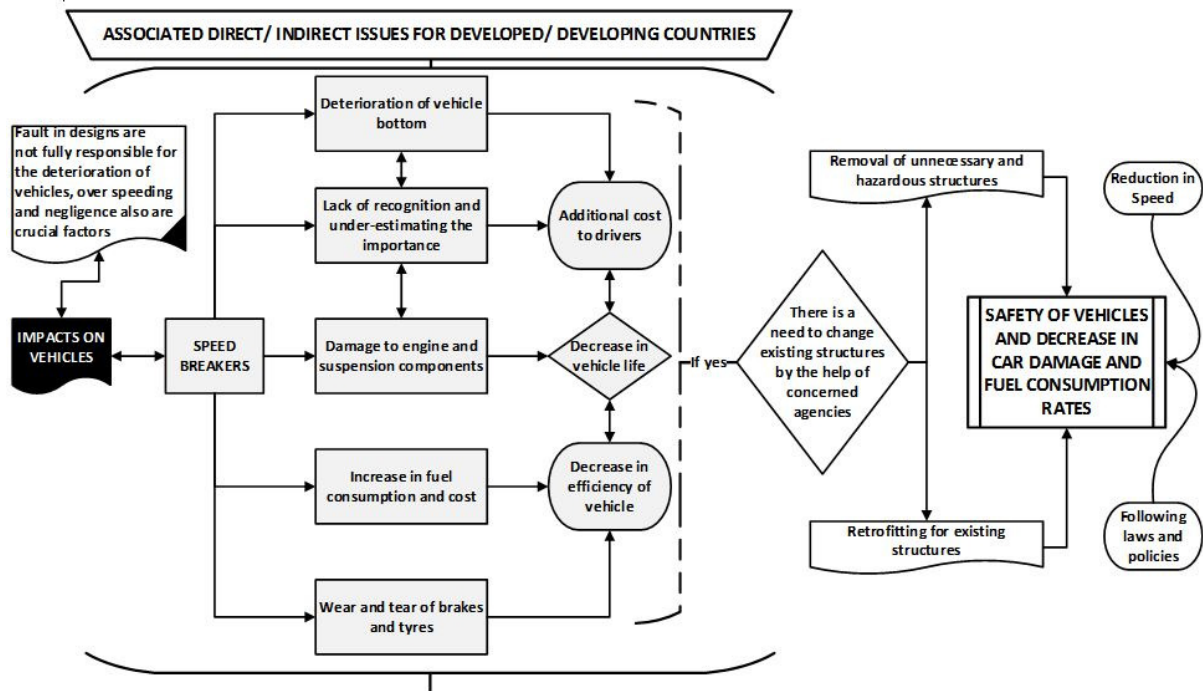 ASSOCIATED DIRECT/ INDIRECT ISSUES FOR DEVELOPED/ DEVELOPING COUNTRIES
Fault in designs are
not fully responsible for
the deterioration of
vehicles, over speeding
and negligence also are
crucial factors
IMPACTS ON
VEHICLES
SPEED
BREAKERS
Deterioration of vehicle
bottom
Lack of recognition and
under-estimating the
importance
Damage to engine and
suspension components
Increase in fuel
consumption and cost
Wear and tear of brakes
and tyres
Additional cost
to drivers
Decrease in
vehicle life
Decrease in
efficiency of
vehicle
If yes
There is a
need to change
existing structures
by the help of
concerned
agencies
Removal of unnecessary and
hazardous structures
Retrofitting for existing
structures
SAFETY OF VEHICLES
AND DECREASE IN
CAR DAMAGE AND
FUEL CONSUMPTION
RATES
Reduction in
Speed
Following
laws and
policies